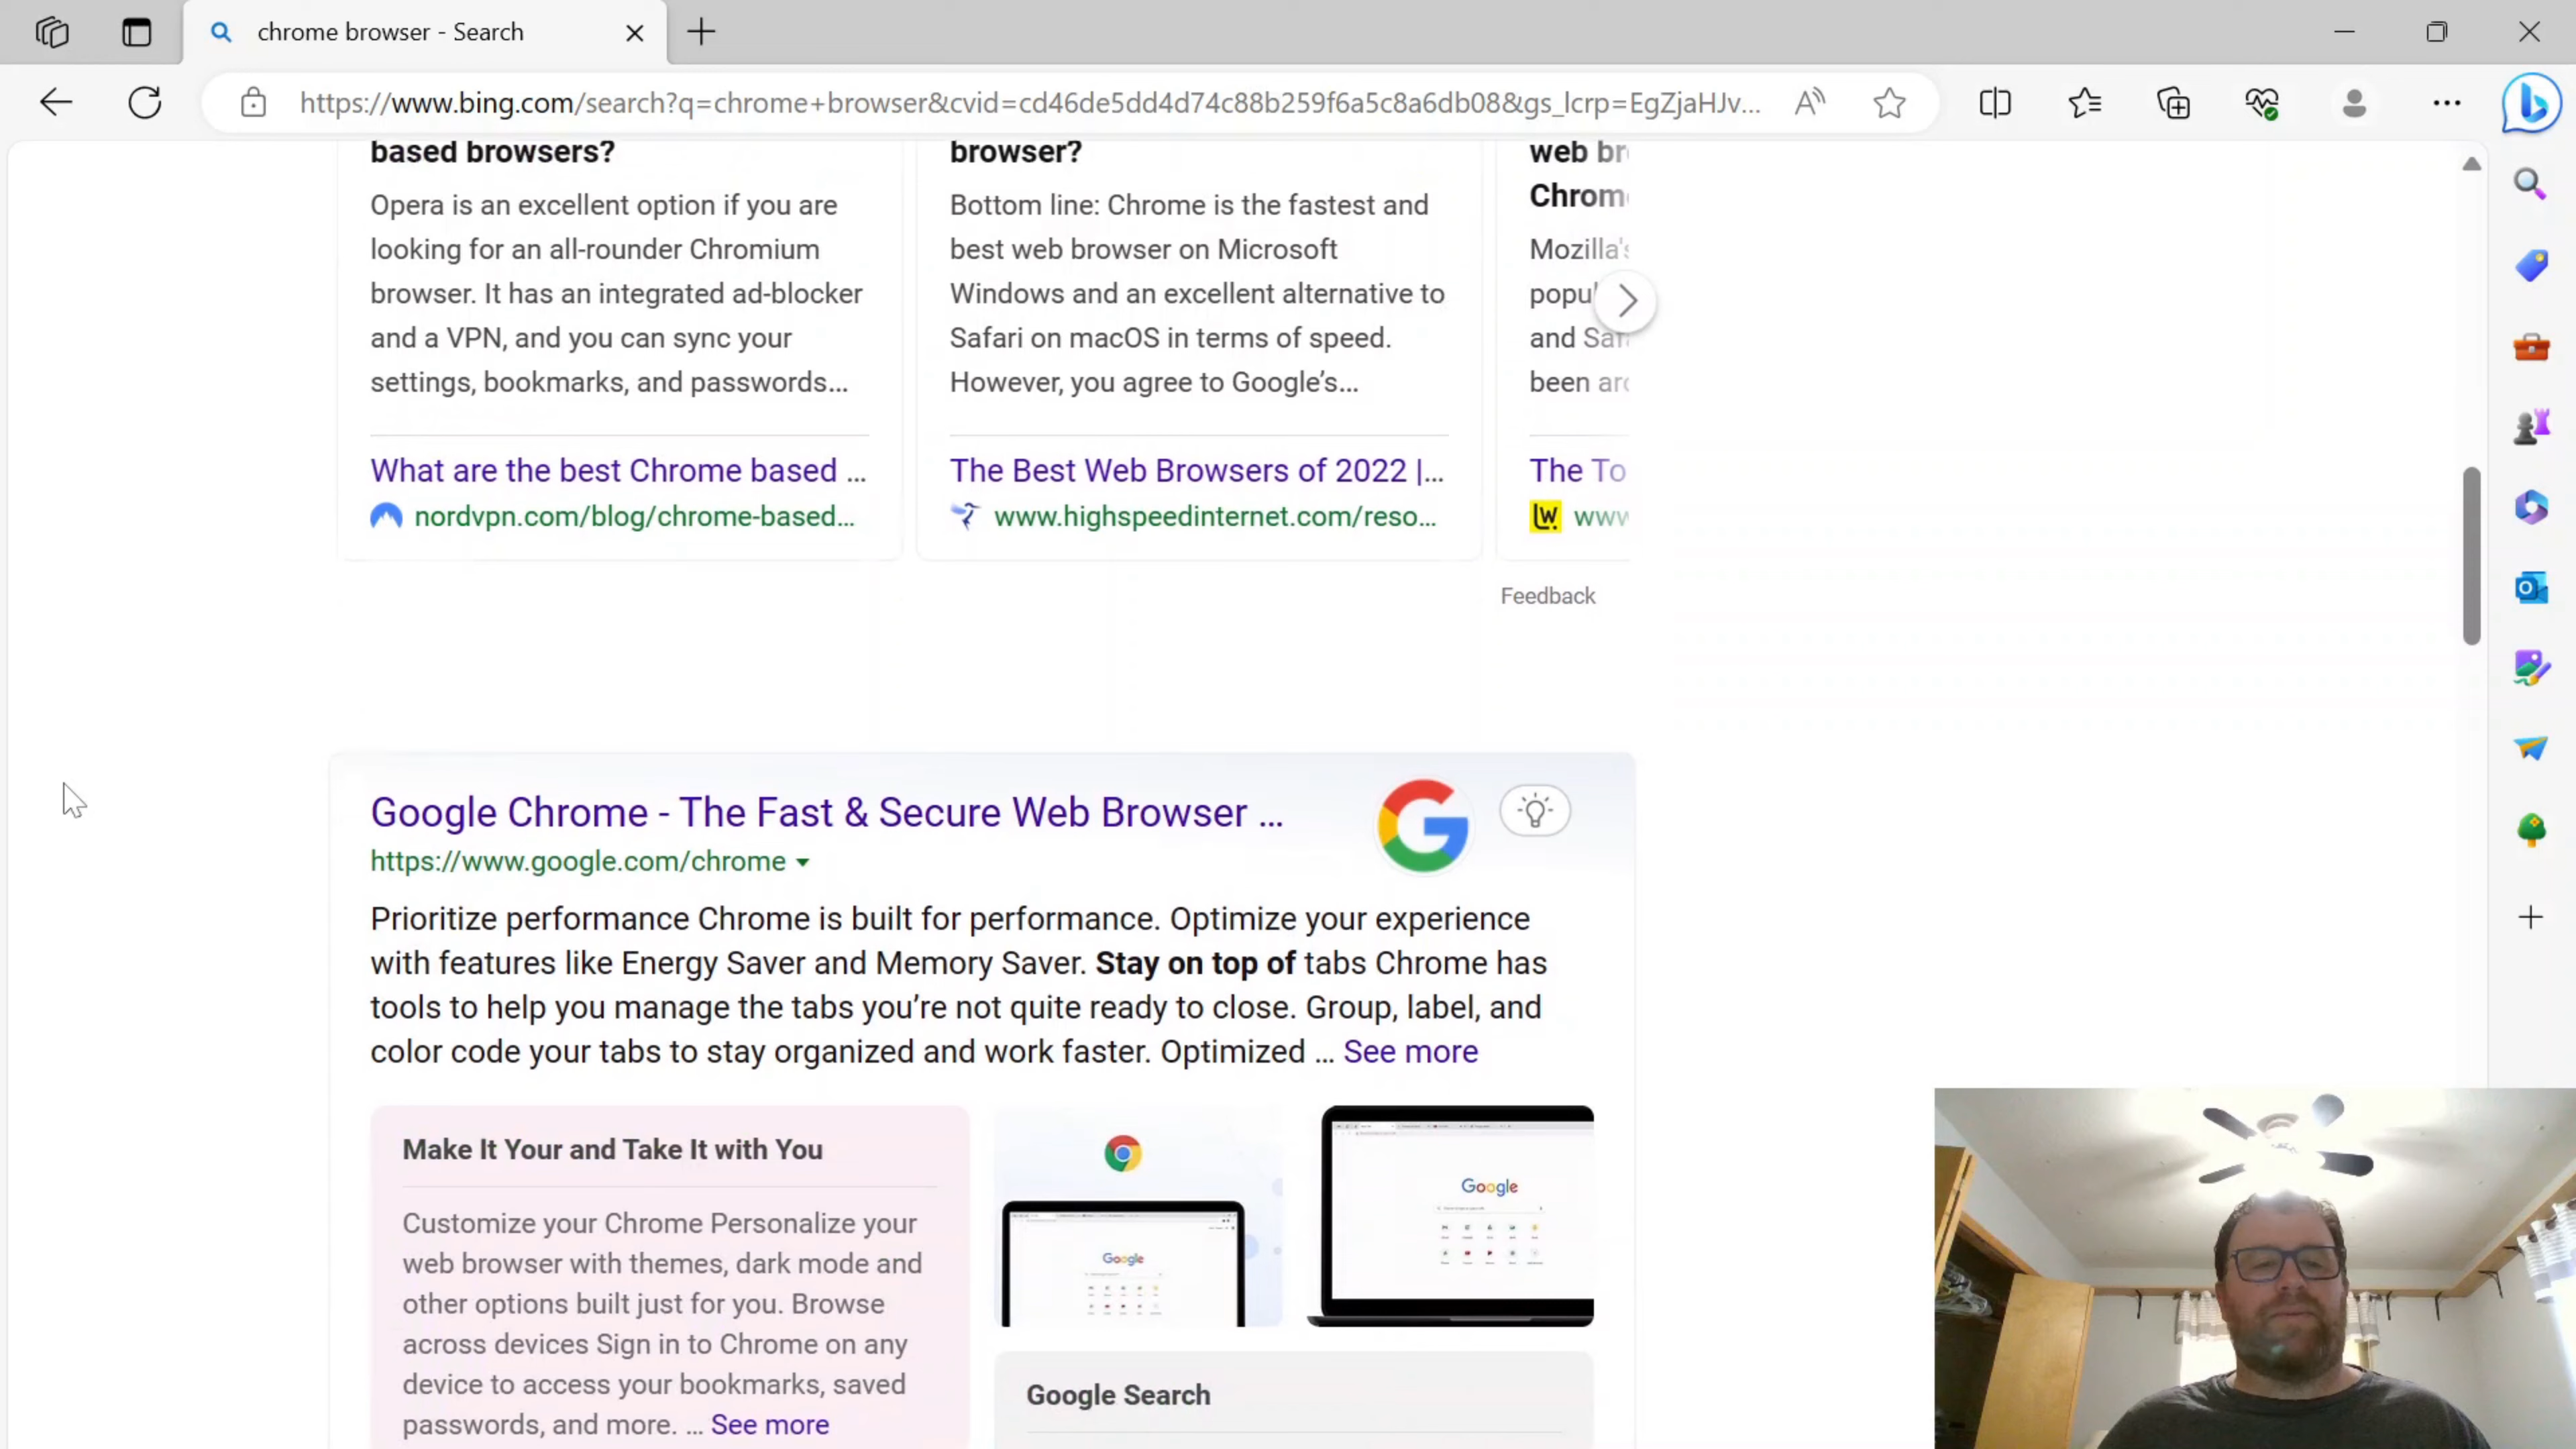 chrome browser - Search
https://www.bing.com/search?q=chrome+browser&cvid=cd46de5dd4d74c88b259f6a5c8a6db08&gs_lcrp=EgZjaHJv...
based browsers?
Opera is an excellent option if you are
looking for an all-rounder Chromium
browser. It has an integrated ad-blocker
and a VPN, and you can sync your
settings, bookmarks, and passwords...
What are the best Chrome based ...
nordvpn.com/blog/chrome-based...
browser?
Bottom line: Chrome is the fastest and
best web browser on Microsoft
Windows and an excellent alternative to
Safari on macOS in terms of speed.
However, you agree to Google’s...
The Best Web Browsers of 2022 |...
www.highspeedinternet.com/reso...
web
Chrom
Mozilla's
popul
and
been
The To
www
Feedback
Google Chrome - The Fast & Secure Web Browser ...
https://www.google.com/chrome
Prioritize performance Chrome is built for performance. Optimize your experience
with features like Energy Saver and Memory Saver. Stay on top of tabs Chrome has
tools to help you manage the tabs you’re not quite ready to close. Group, label, and
color code your tabs to stay organized and work faster. Optimized ... See more
Make It Your and Take It with You
Customize your Chrome Personalize your
web browser with themes, dark mode and
other options built just for you. Browse
across devices Sign in to Chrome on any
device to access your bookmarks, saved
passwords, and more. ... See more
Google
Google
Google Search